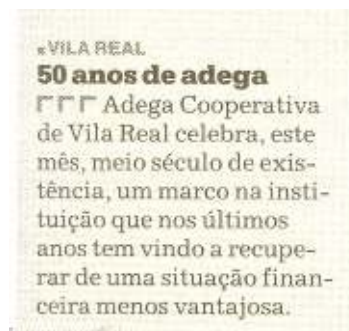 VILA REAL
50 anos de adega
Adega Cooperativa
de Vila Real celebra, este
mês, meio século de exis-
tência, um marco na insti-
tuição que nos últimos
anos tem vindo a recupe-
rar de uma situação finan-
ceira menos vantajosa.